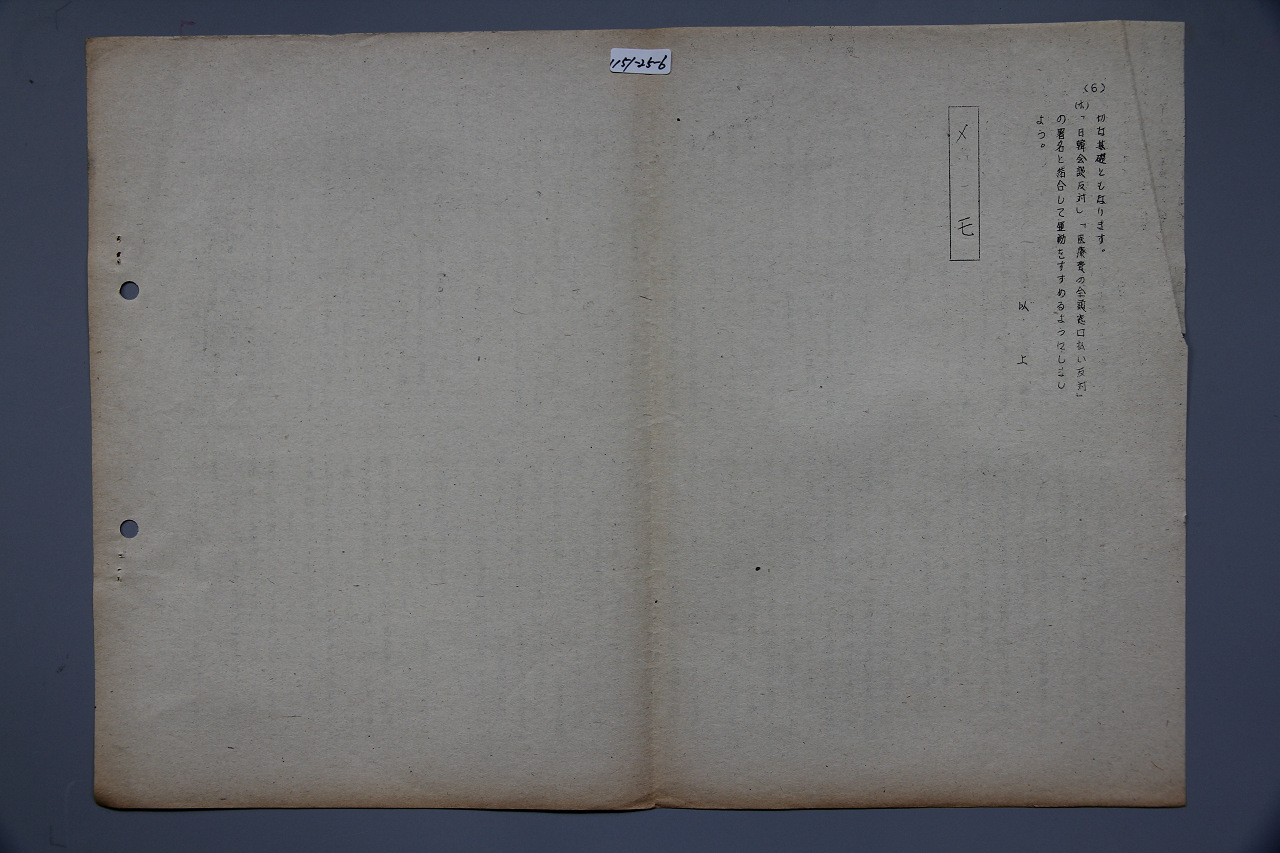 1151-25-6
(6)
切な基礎ともなります。
「日韓会談反対」「医療費の全額窓口払い反対」
の署名と結合して運動をすすめるようにしまし
よう。
以上
メモ